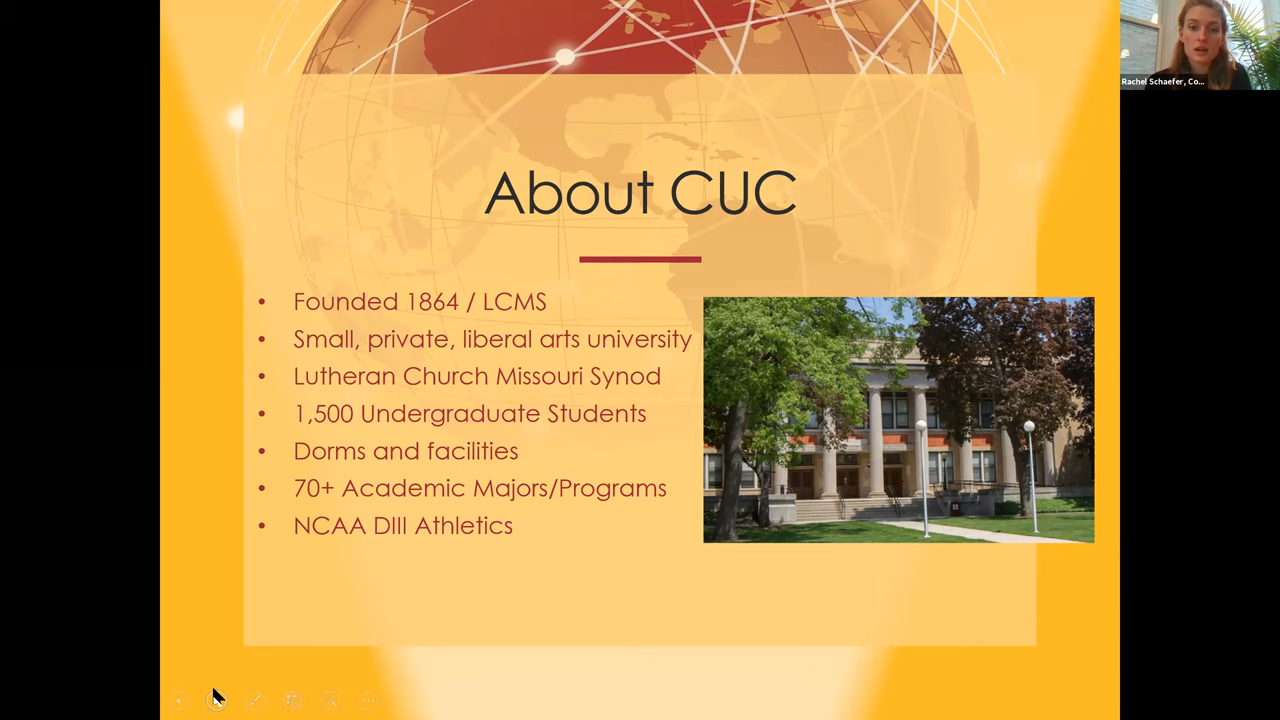 Rachel Schaefer, Co...
About CUC
• Founded 1864 / LCMS
• Small, private, liberal arts university
• Lutheran Church Missouri Synod
• 1,500 Undergraduate Students
• Dorms and facilities
• 70+ Academic Majors/Programs
• NCAA DIII Athletics